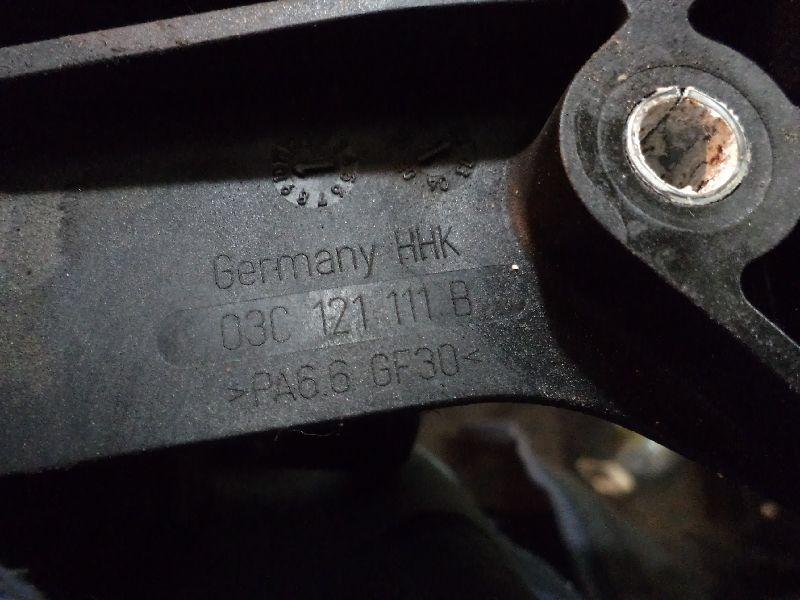 Germany HHK
03C 121 111 B
>PA6.6 GF30<